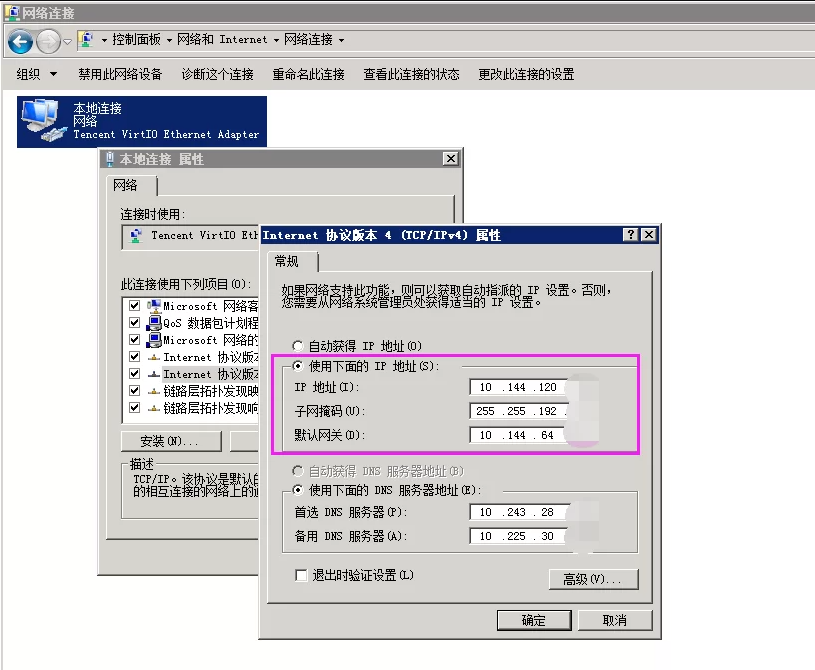 网络连接
控制面板 网络和 Internet 网络连接
组织 禁用此网络设备 诊断这个连接 重命名此连接 查看此连接的状态 更改此连接的设置
本地连接
网络
Tencent VirtIO Ethernet Adapter
本地连接 属性
网络
连接时使用:
Tencent VirtIO Eth
此连接使用下列项目(O):
Microsoft 网络客
QoS 数据包计划程
Microsoft 网络的
Internet 协议版本
Internet 协议版本
链路层拓扑发现映
链路层拓扑发现响
安装(N)...
描述
TCP/IP。该协议是默认的
的相互连接的网络上的通
Internet 协议版本 4 (TCP/IPv4) 属性
常规
如果网络支持此功能，则可以获取自动指派的 IP 设置。否则，
您需要从网络系统管理员处获得适当的 IP 设置。
自动获得 IP 地址(O)
使用下面的 IP 地址(S):
IP 地址(I): 10 .144 .120
子网掩码(U): 255 .255 .192 .
默认网关(D): 10 .144 .64
自动获得 DNS 服务器地址(B)
使用下面的 DNS 服务器地址(E):
首选 DNS 服务器(P): 10 .243 .28
备用 DNS 服务器(A): 10 .225 .30
退出时验证设置(L)
高级(V)...
确定 取消